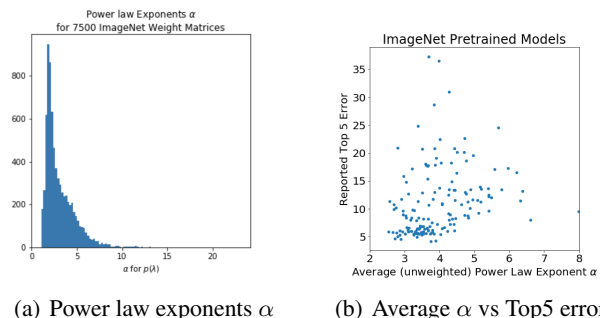 Power law Exponents α
for 7500 ImageNet Weight Matrices
800
600
400
200
0
0 5 10 15 20
α for p(λ)
ImageNet Pretrained Models
Reported Top 5 Error
35
30
25
20
15
10
5
2 3 4 5 6 7 8
Average (unweighted) Power Law Exponent α
(a) Power law exponents α
(b) Average α vs Top5 error